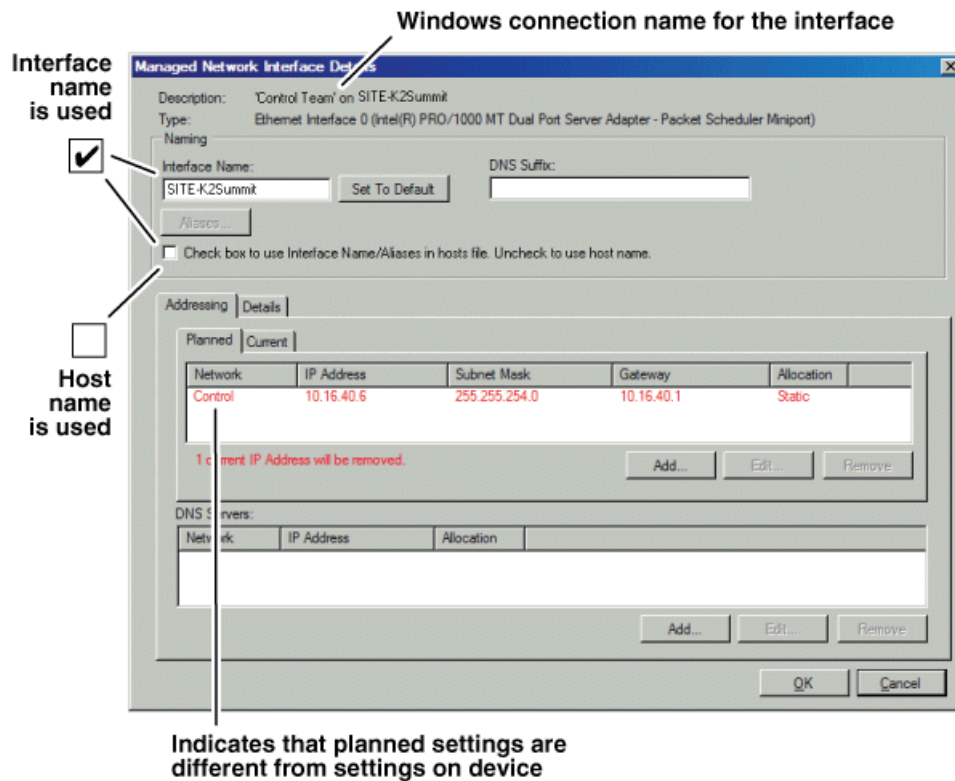 Windows connection name for the interface
Interface
name
is used
Managed Network Interface Details
Description: 'Control Team' on SITE-K2Summit
Type: Ethernet Interface 0 (Intel(R) PRO/1000 MT Dual Port Server Adapter - Packet Scheduler Miniport)
Naming
Interface Name: DNS Suffix:
SITE-K2Summit Set To Default
Aliases...
Check box to use Interface Name/Aliases in hosts file. Uncheck to use host name.
Host
name
is used
Addressing Details
Planned Current
Network IP Address Subnet Mask Gateway Allocation
Control 10.16.40.6 255.255.254.0 10.16.40.1 Static
1 current IP Address will be removed.
Add... Edit... Remove
DNS Servers:
Network IP Address Allocation
Add... Edit... Remove
OK Cancel
Indicates that planned settings are
different from settings on device